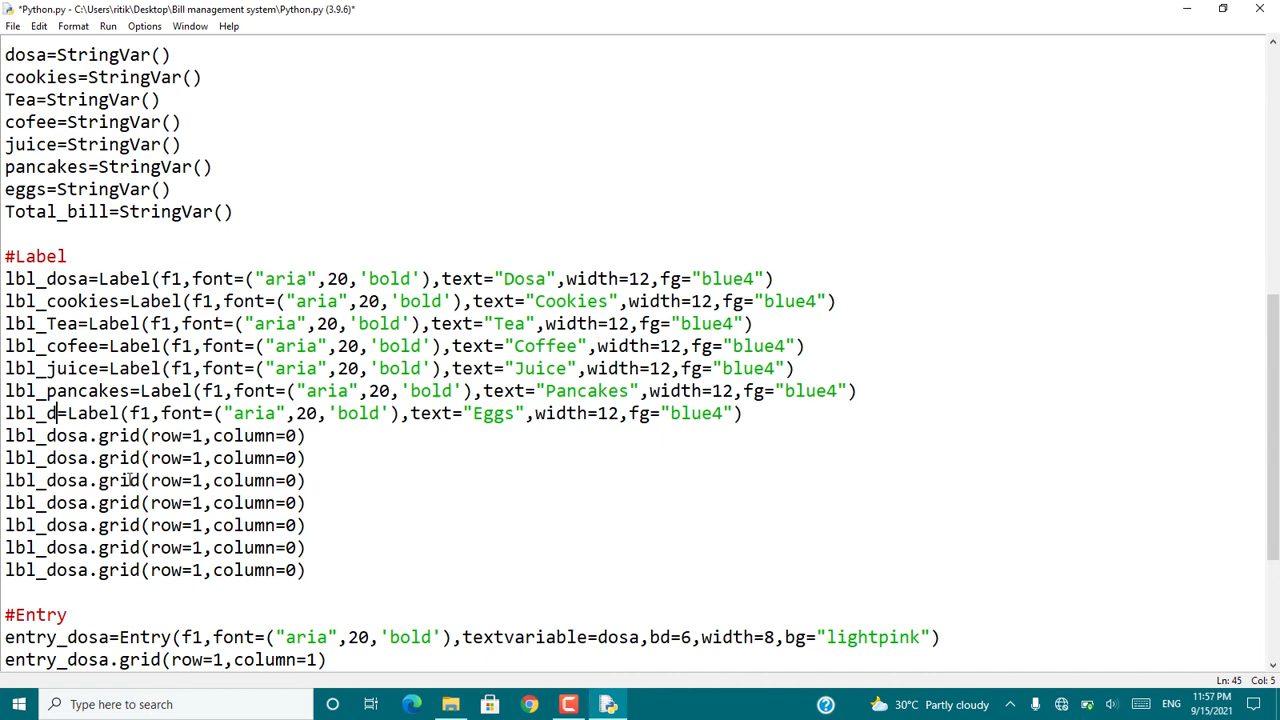 *Python.py - C:\Users\ritik\Desktop\Bill management system\Python.py (3.9.6)*
File Edit Format Run Options Window Help
dosa=StringVar()
cookies=StringVar()
Tea=StringVar()
cofee=StringVar()
juice=StringVar()
pancakes=StringVar()
eggs=StringVar()
Total_bill=StringVar()
#Label
lbl_dosa=Label(f1,font=("aria",20,'bold'),text="Dosa",width=12,fg="blue4")
lbl_cookies=Label(f1,font=("aria",20,'bold'),text="Cookies",width=12,fg="blue4")
lbl_Tea=Label(f1,font=("aria",20,'bold'),text="Tea",width=12,fg="blue4")
lbl_cofee=Label(f1,font=("aria",20,'bold'),text="Coffee",width=12,fg="blue4")
lbl_juice=Label(f1,font=("aria",20,'bold'),text="Juice",width=12,fg="blue4")
lbl_pancakes=Label(f1,font=("aria",20,'bold'),text="Pancakes",width=12,fg="blue4")
lbl_d=Label(f1,font=("aria",20,'bold'),text="Eggs",width=12,fg="blue4")
lbl_dosa.grid(row=1,column=0)
lbl_dosa.grid(row=1,column=0)
lbl_dosa.grid(row=1,column=0)
lbl_dosa.grid(row=1,column=0)
lbl_dosa.grid(row=1,column=0)
lbl_dosa.grid(row=1,column=0)
lbl_dosa.grid(row=1,column=0)
#Entry
entry_dosa=Entry(f1,font=("aria",20,'bold'),textvariable=dosa,bd=6,width=8,bg="lightpink")
entry_dosa.grid(row=1,column=1)
Ln: 45 Col: 5
Type here to search
30°C Partly cloudy
ENG
11:57 PM
9/15/2021